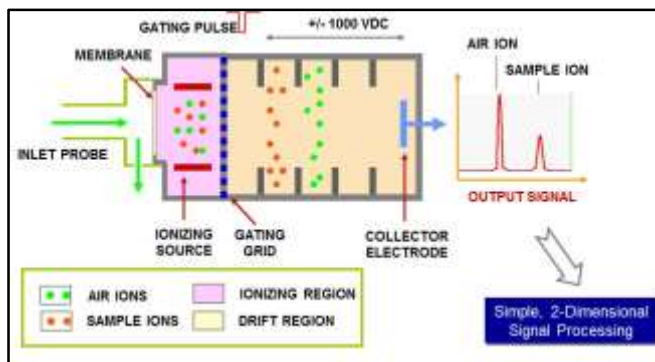 GATING PULSE
+/- 1000 VDC
MEMBRANE
AIR ION
SAMPLE ION
INLET PROBE
OUTPUT SIGNAL
IONIZING
SOURCE
GATING
GRID
COLLECTOR
ELECTRODE
AIR IONS
IONIZING REGION
SAMPLE IONS
DRIFT REGION
Simple, 2-Dimensional
Signal Processing